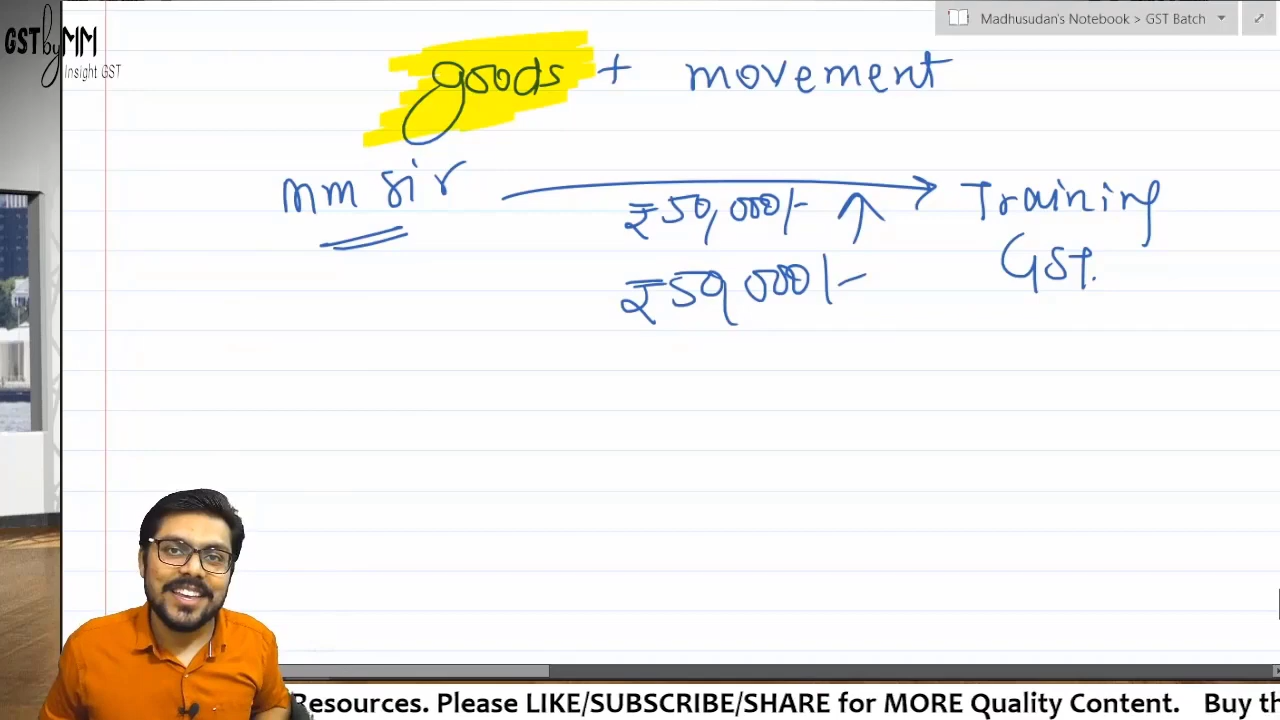 GST by MM
Insight GST
Madhusudan's Notebook > GST Batch
goods + movement
MM Sir
₹50,000/-
Training
GST.
₹50,000/-
Resources. Please LIKE/SUBSCRIBE/SHARE for MORE Quality Content. Buy th